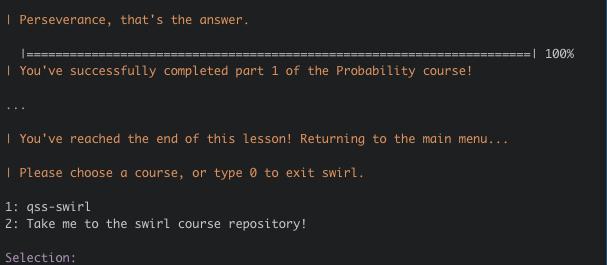 | Perseverance, that's the answer.
|======================================================================| 100%
| You've successfully completed part 1 of the Probability course!
...
| You've reached the end of this lesson! Returning to the main menu...
| Please choose a course, or type 0 to exit swirl.
1: qss-swirl
2: Take me to the swirl course repository!
Selection: